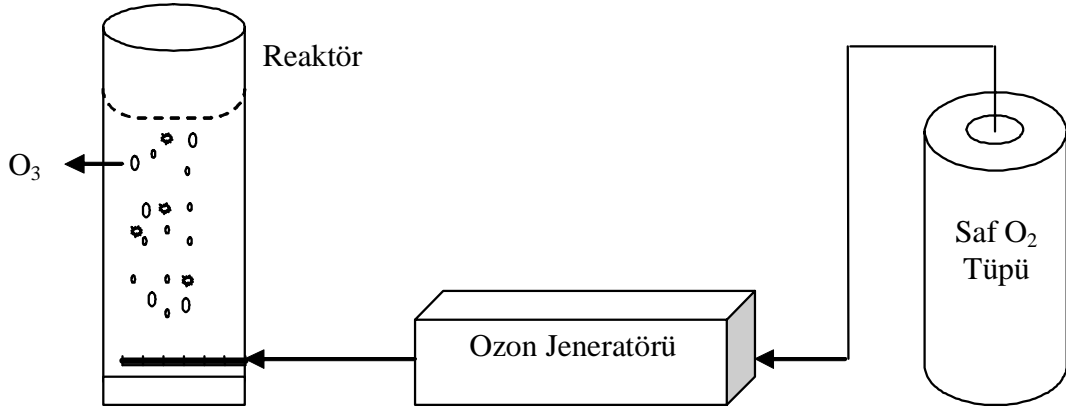 Reaktör
O₃
Saf O₂
Tüpü
Ozon Jeneratörü